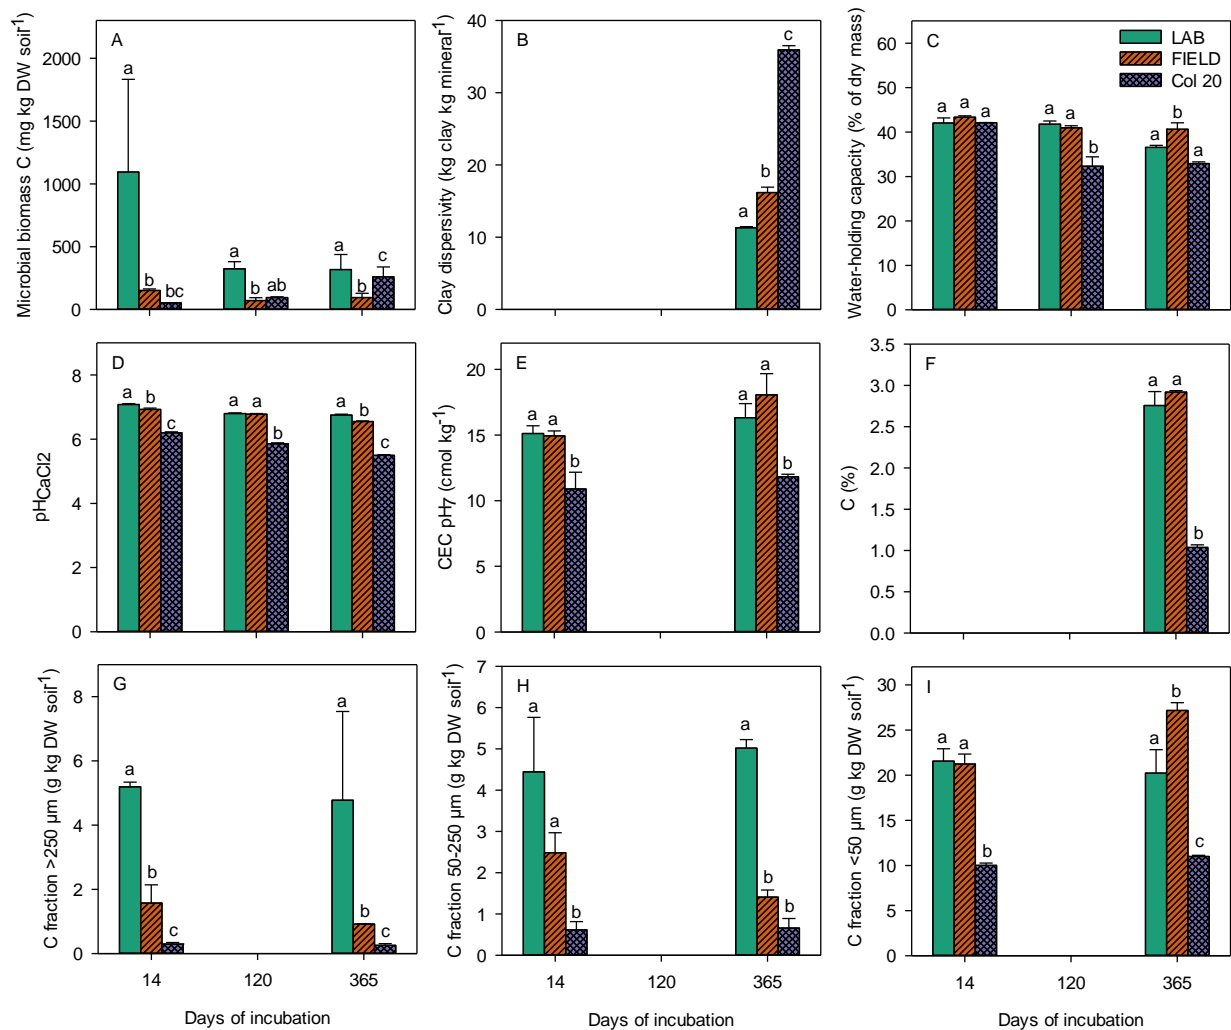 A
Microbial biomass C (mg kg DW soil⁻¹)
2000
1500
1000
500
0
a
b
bc
a
b
ab
a
b
c
B
Clay dispersivity (kg clay kg mineral⁻¹)
40
30
20
10
0
a
b
c
C
LAB
FIELD
Col 20
Water-holding capacity (% of dry mass)
60
50
40
30
20
10
0
a
a
a
a
a
b
a
b
a
D
pHCaCl2
8
6
4
2
0
a
b
c
a
a
b
a
b
c
E
CEC pH7 (cmol kg⁻¹)
20
15
10
5
0
a
a
b
a
a
b
F
C (%)
3.5
3.0
2.5
2.0
1.5
1.0
0.5
0.0
a
a
b
G
C fraction >250 µm (g kg DW soil⁻¹)
8
6
4
2
0
a
b
c
a
b
c
14
120
365
Days of incubation
H
C fraction 50-250 µm (g kg DW soil⁻¹)
7
6
5
4
3
2
1
0
a
a
b
a
b
b
14
120
365
Days of incubation
I
C fraction <50 µm (g kg DW soil⁻¹)
30
25
20
15
10
5
0
a
a
b
a
b
c
14
120
365
Days of incubation